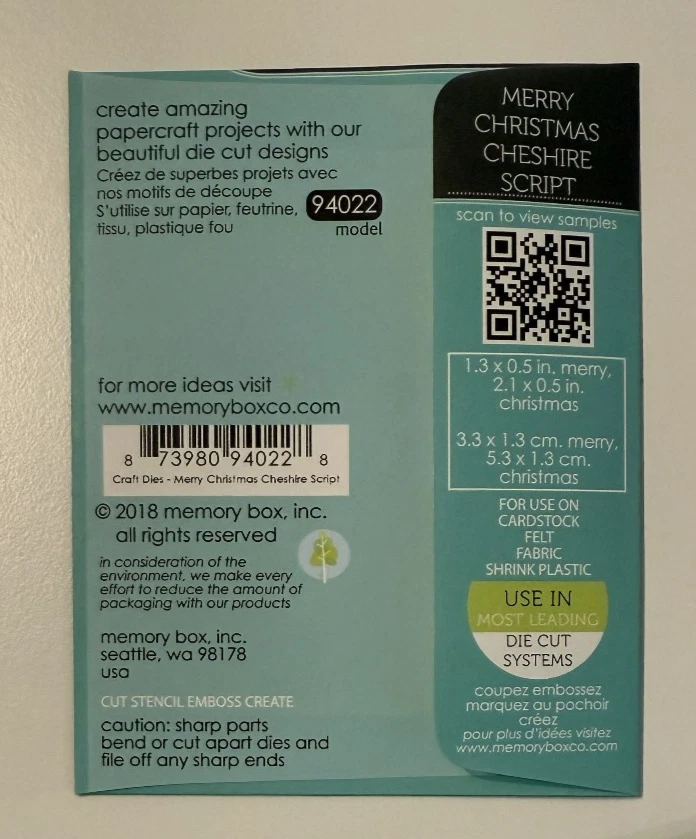 create amazing
papercraft projects with our
beautiful die cut designs
Créez de superbes projets avec
nos motifs de découpe
S'utilise sur papier, feutrine,
tissu, plastique fou
94022
model
for more ideas visit
www.memoryboxco.com
8 73980 94022 8
Craft Dies - Merry Christmas Cheshire Script
© 2018 memory box, inc.
all rights reserved
in consideration of the
environment, we make every
effort to reduce the amount of
packaging with our products
memory box, inc.
seattle, wa 98178
usa
CUT STENCIL EMBOSS CREATE
caution: sharp parts
bend or cut apart dies and
file off any sharp ends
MERRY
CHRISTMAS
CHESHIRE
SCRIPT
scan to view samples
1.3 x 0.5 in. merry,
2.1 x 0.5 in.
christmas
3.3 x 1.3 cm. merry,
5.3 x 1.3 cm.
christmas
FOR USE ON
CARDSTOCK
FELT
FABRIC
SHRINK PLASTIC
USE IN
MOST LEADING
DIE CUT
SYSTEMS
coupez embossez
marquez au pochoir
créez
pour plus d'idées visitez
www.memoryboxco.com